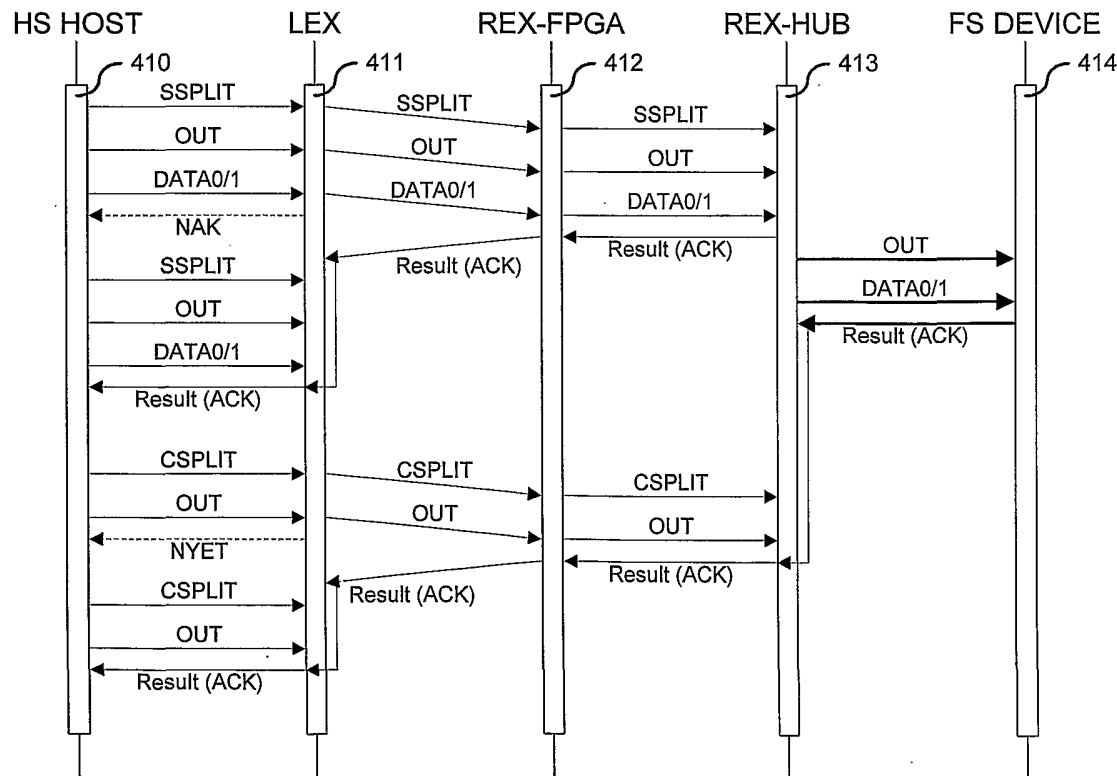 HS HOST LEX REX-FPGA REX-HUB FS DEVICE
410 411 412 413 414
SSPLIT SSPLIT SSPLIT
OUT OUT OUT
DATA0/1 DATA0/1 DATA0/1
NAK Result (ACK) Result (ACK) OUT
SSPLIT DATA0/1
OUT Result (ACK)
DATA0/1
Result (ACK)
CSPLIT CSPLIT CSPLIT
OUT OUT OUT
NYET Result (ACK) Result (ACK)
CSPLIT
OUT
Result (ACK)